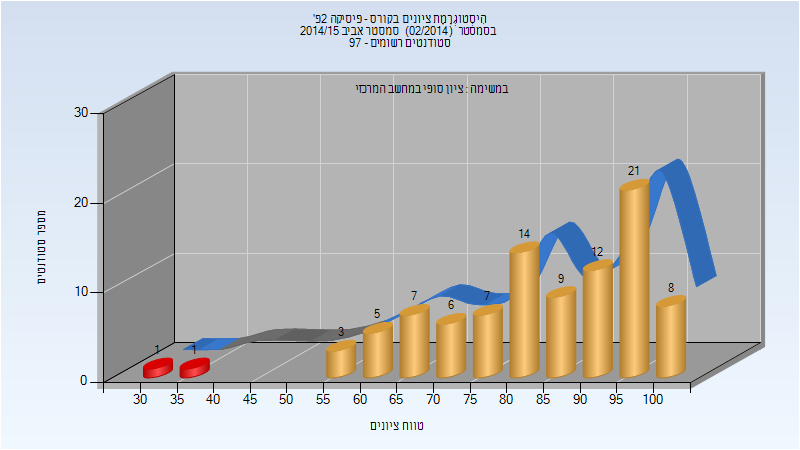 היסטוגרמת ציונים בקורס - פיסיקה 2פ'
בסמסטר (02/2014) סמסטר אביב 2014/15
סטודנטים רשומים - 97
במשימה : ציון סופי במחשב המרכזי
מספר סטודנטים
30
20
10
0
1
1
3
5
7
6
7
14
9
12
21
8
30 35 40 45 50 55 60 65 70 75 80 85 90 95 100
טווח ציונים